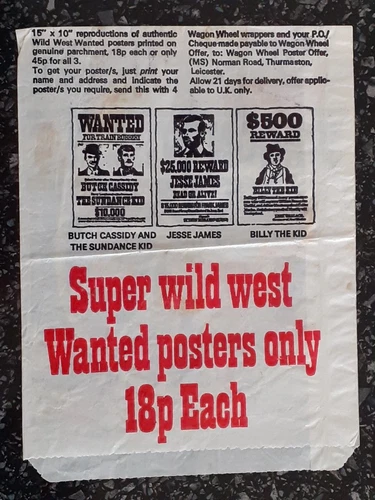 15" x 10" reproductions of authentic
Wild West Wanted posters printed on
genuine parchment, 18p each or only
45p for all 3.
To get your poster/s, just print your
name and address and indicate the
poster/s you require, send this with 4
Wagon Wheel wrappers and your P.O./
Cheque made payable to Wagon Wheel
Offer, to: Wagon Wheel Poster Offer,
(MS) Norman Road, Thurmaston,
Leicester.
Allow 21 days for delivery, offer applic-
able to U.K. only.
WANTED
FOR TRAIN ROBBERY
BUTCH CASSIDY
THE SUNDANCE KID
$10,000
$25,000 REWARD
JESSE JAMES
DEAD OR ALIVE!
$500
REWARD
BILLY THE KID
BUTCH CASSIDY AND
THE SUNDANCE KID
JESSE JAMES
BILLY THE KID
Super wild west
Wanted posters only
18p Each